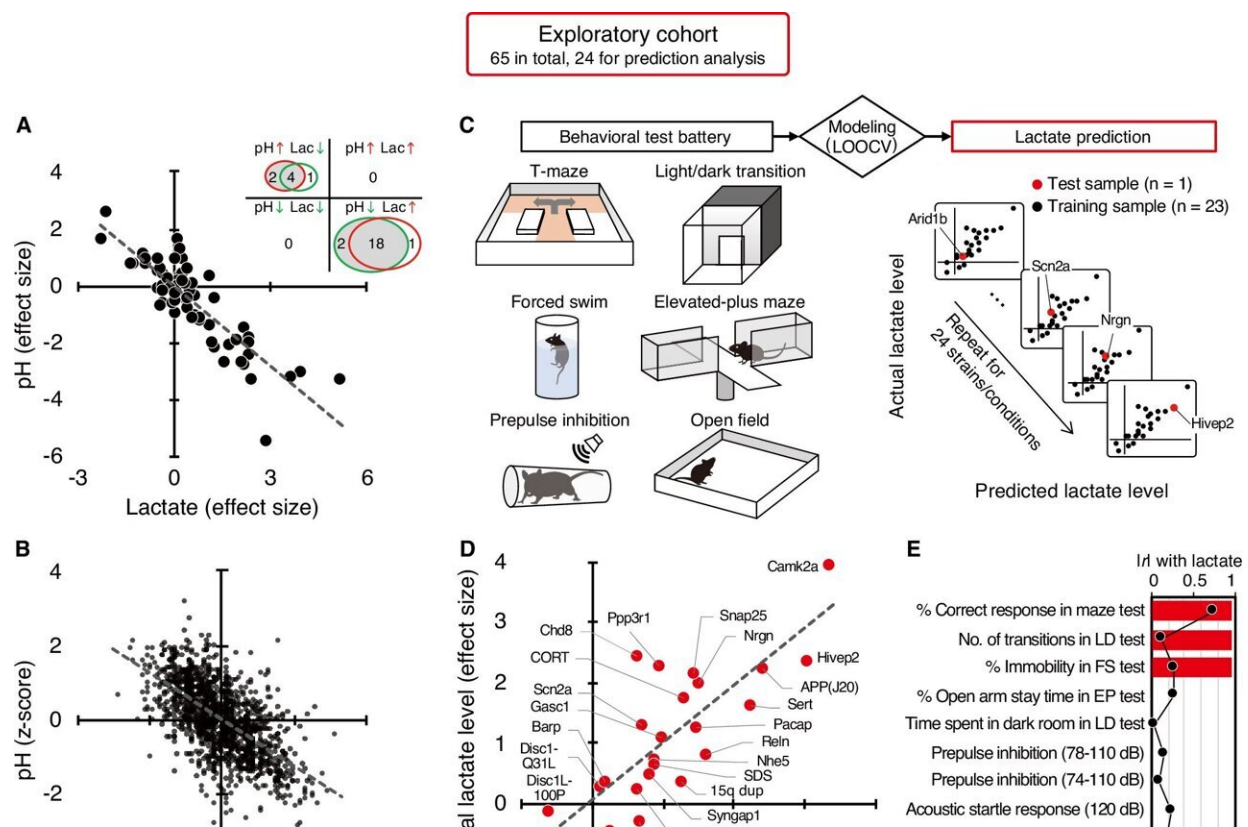 Exploratory cohort
65 in total, 24 for prediction analysis
A
pH (effect size)
4
2
0
-2
-4
-6
-3
0
3
6
Lactate (effect size)
pH↑ Lac↓
pH↑ Lac↑
2 4 1
0
pH↓ Lac↓
pH↓ Lac↑
0
2 18 1
C
Behavioral test battery
Modeling
(LOOCV)
Lactate prediction
T-maze
Light/dark transition
Forced swim
Elevated-plus maze
Prepulse inhibition
Open field
Test sample (n = 1)
Training sample (n = 23)
Actual lactate level
Arid1b
Scn2a
...
Nrgn
Hivep2
Repeat for
24 strains/conditions
Predicted lactate level
B
pH (z-score)
4
2
0
-2
D
al lactate level (effect size)
4
3
2
1
0
Camk2a
Ppp3r1
Snap25
Chd8
Nrgn
CORT
Hivep2
Scn2a
APP(J20)
Gasc1
Sert
Barp
Pacap
Disc1-
Q31L
Reln
Nhe5
Disc1L-
100P
SDS
15q dup
Syngap1
E
|r| with lactate
0 0.5 1
% Correct response in maze test
No. of transitions in LD test
% Immobility in FS test
% Open arm stay time in EP test
Time spent in dark room in LD test
Prepulse inhibition (78-110 dB)
Prepulse inhibition (74-110 dB)
Acoustic startle response (120 dB)